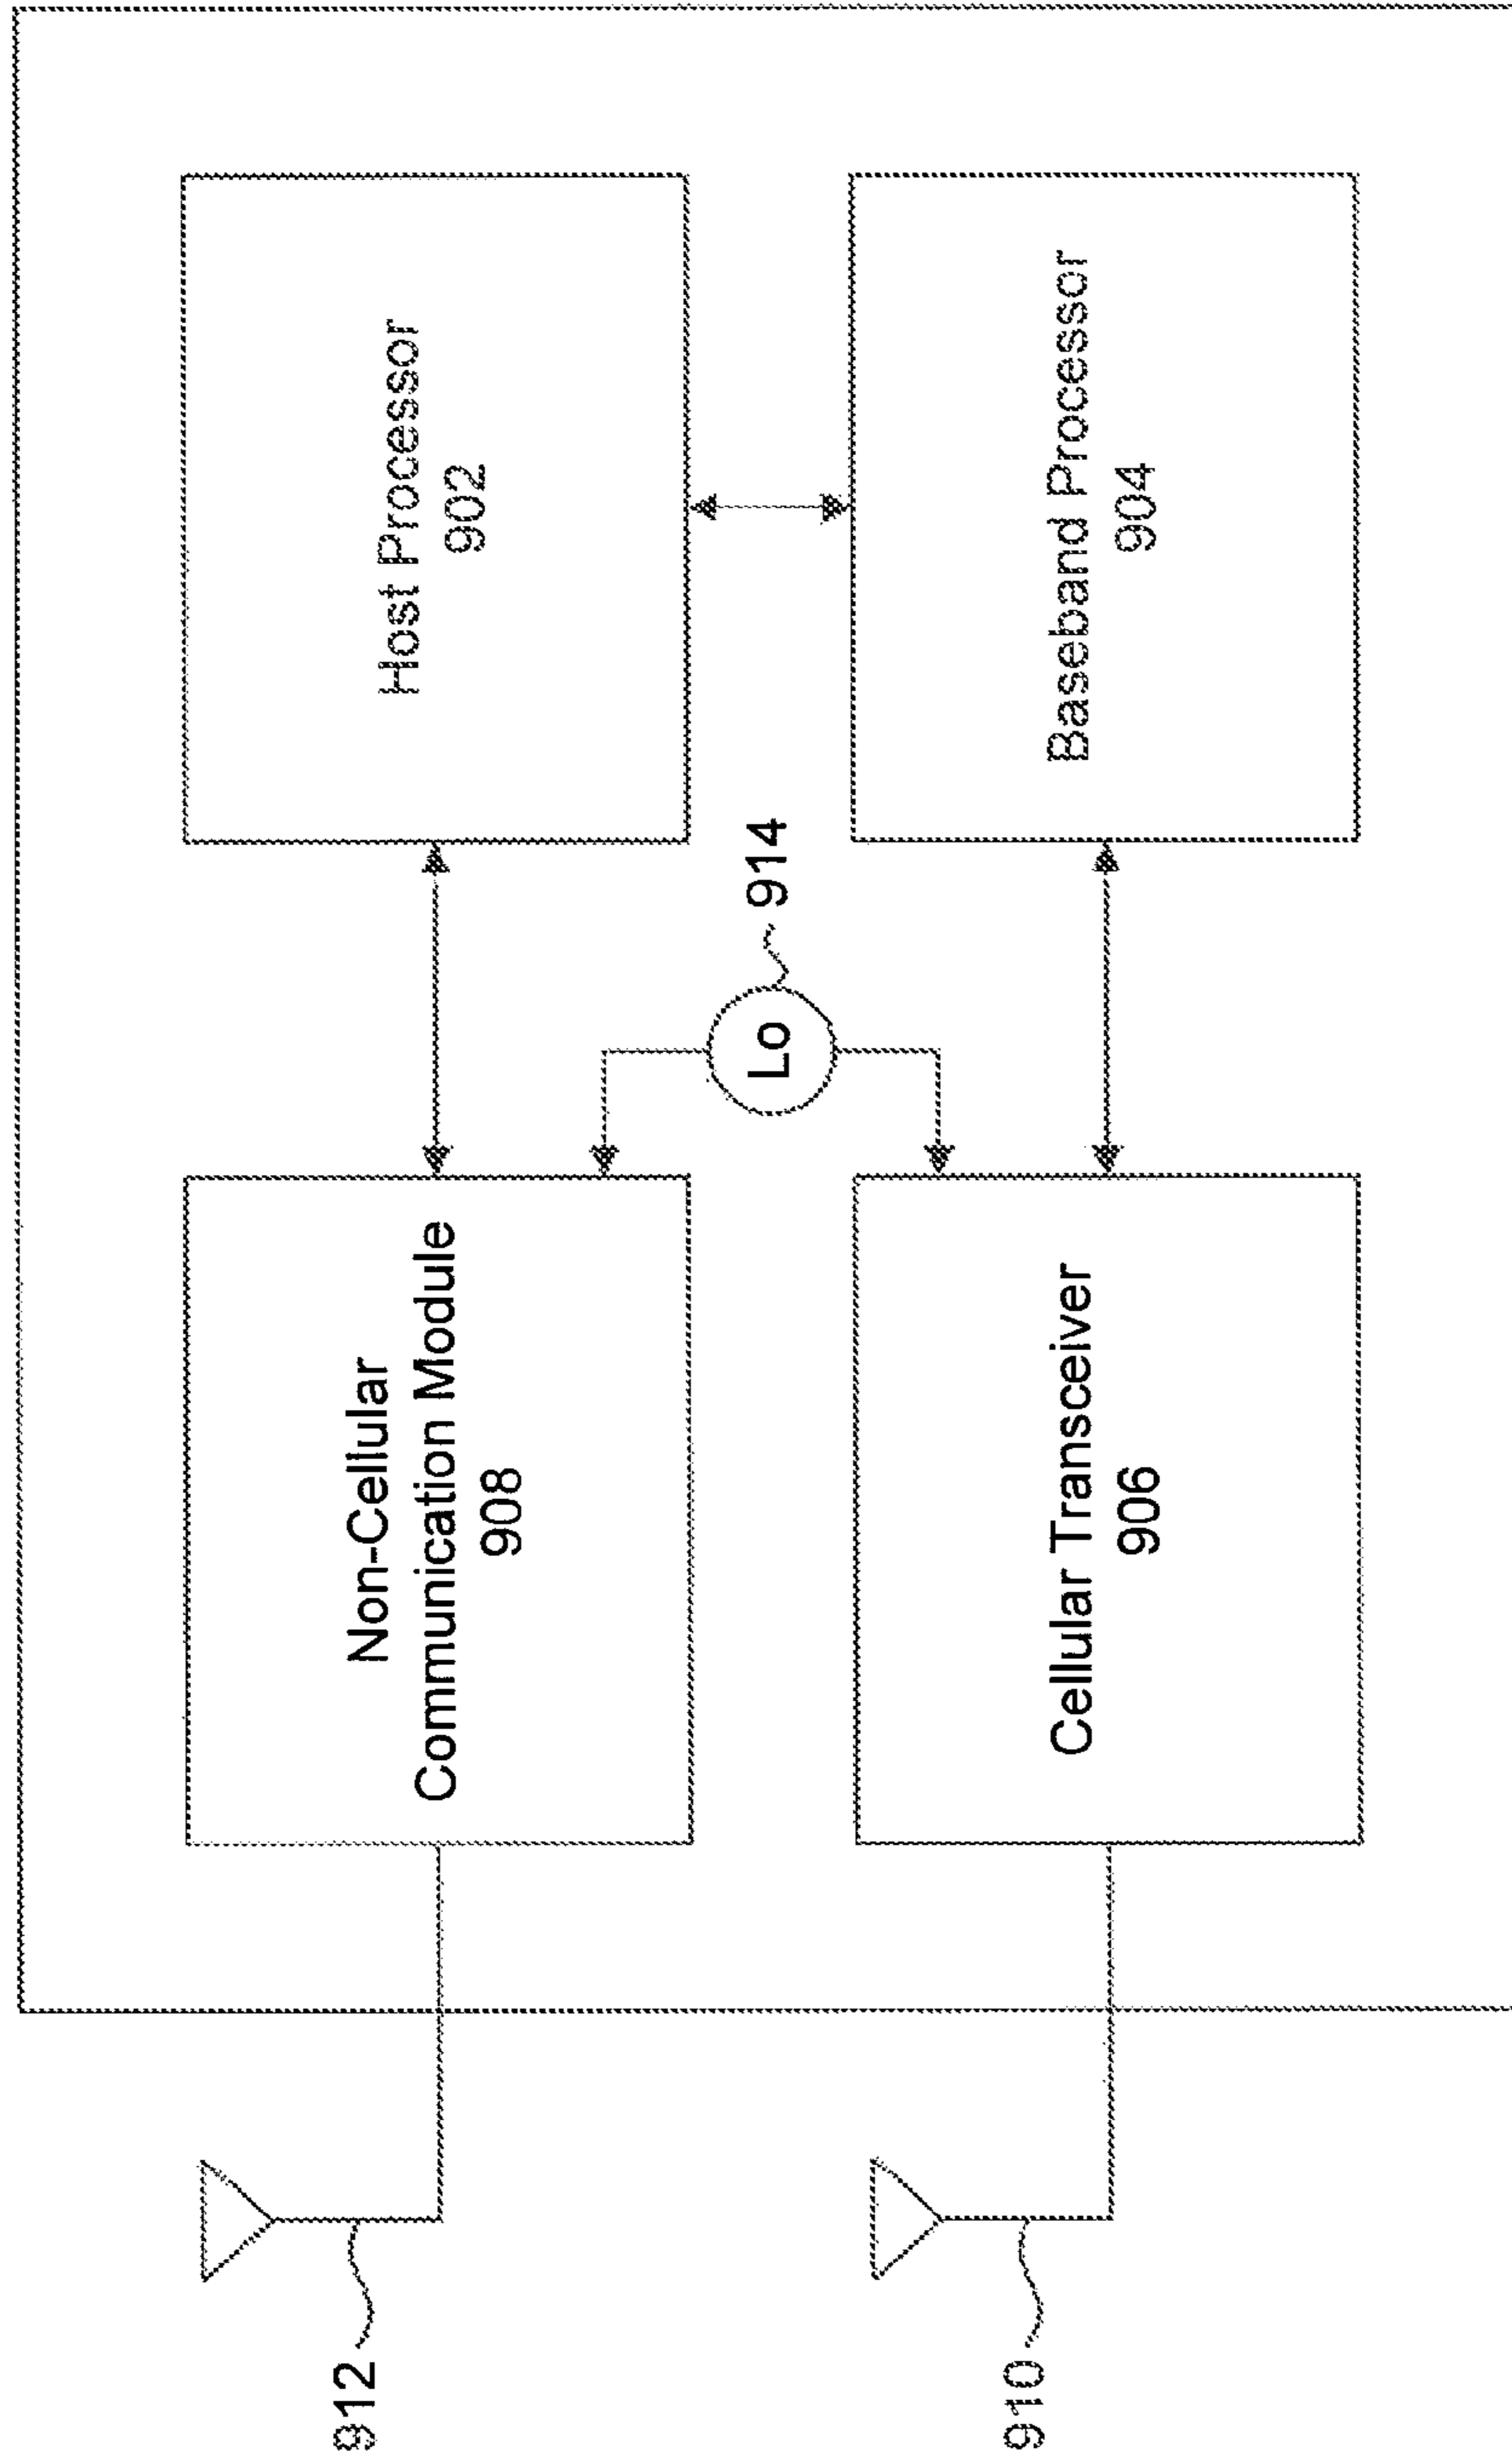 912
Non-Cellular
Communication Module
908
Host Processor
902
Lo
914
910
Cellular Transceiver
906
Baseband Processor
904